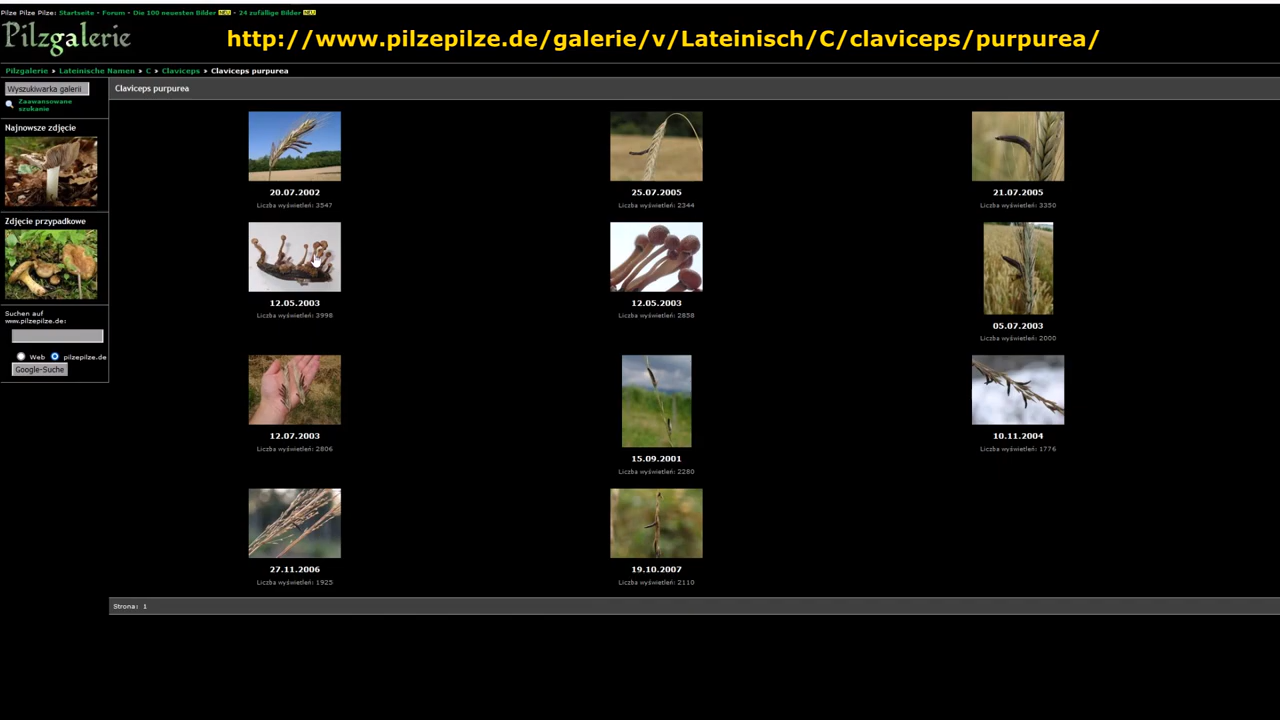 Pilze Pilze Pilze: Startseite - Forum - Die 100 neuesten Bilder NEU - 24 zufällige Bilder NEU
Pilzgalerie
http://www.pilzepilze.de/galerie/v/Lateinisch/C/claviceps/purpurea/
Pilzgalerie » Lateinische Namen » C » Claviceps » Claviceps purpurea
Wyszukiwarka galerii
Zaawansowane
szukanie
Najnowsze zdjęcie
Zdjęcie przypadkowe
Suchen auf
www.pilzepilze.de:
Web pilzepilze.de
Google-Suche
Claviceps purpurea
20.07.2002
Liczba wyświetleń: 3547
25.07.2005
Liczba wyświetleń: 2344
21.07.2005
Liczba wyświetleń: 3350
12.05.2003
Liczba wyświetleń: 3998
12.05.2003
Liczba wyświetleń: 2858
05.07.2003
Liczba wyświetleń: 2000
12.07.2003
Liczba wyświetleń: 2806
15.09.2001
Liczba wyświetleń: 2280
10.11.2004
Liczba wyświetleń: 1776
27.11.2006
Liczba wyświetleń: 1925
19.10.2007
Liczba wyświetleń: 2110
Strona: 1